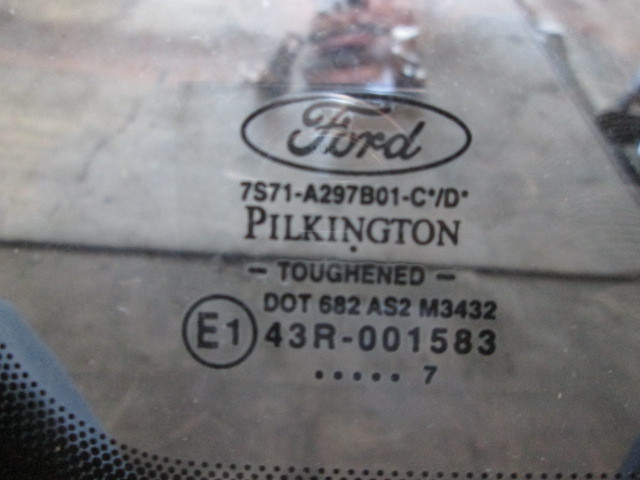 Ford
7S71-A297B01-C*/D*
PILKINGTON
- TOUGHENED -
DOT 682 AS2 M3432
E1 43R-001583
..... 7